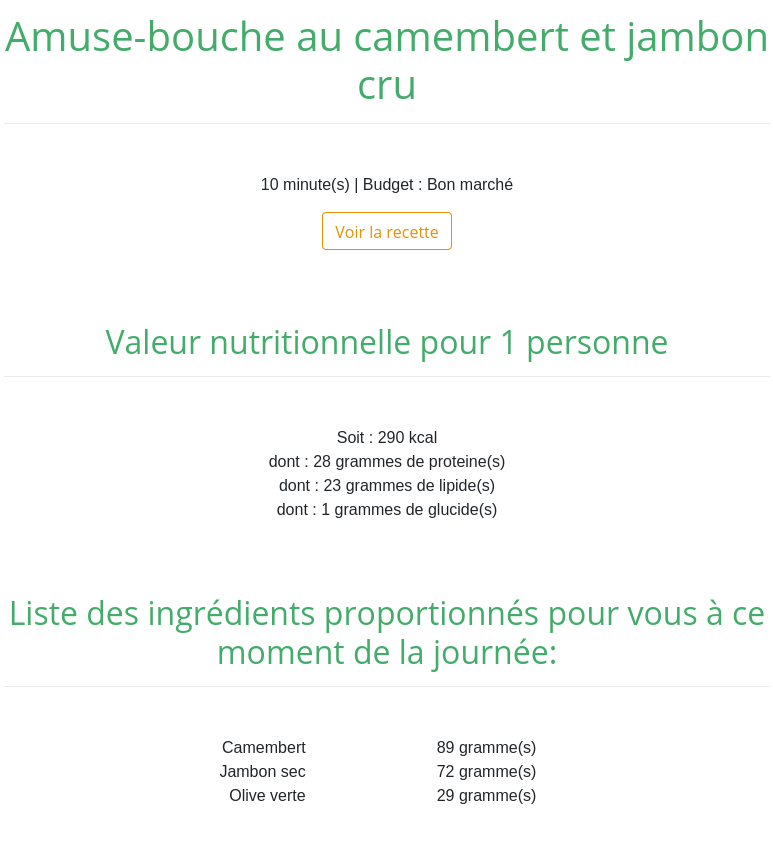 Amuse-bouche au camembert et jambon
cru
10 minute(s) | Budget : Bon marché
Voir la recette
Valeur nutritionnelle pour 1 personne
Soit : 290 kcal
dont : 28 grammes de proteine(s)
dont : 23 grammes de lipide(s)
dont : 1 grammes de glucide(s)
Liste des ingrédients proportionnés pour vous à ce
moment de la journée:
Camembert 89 gramme(s)
Jambon sec 72 gramme(s)
Olive verte 29 gramme(s)